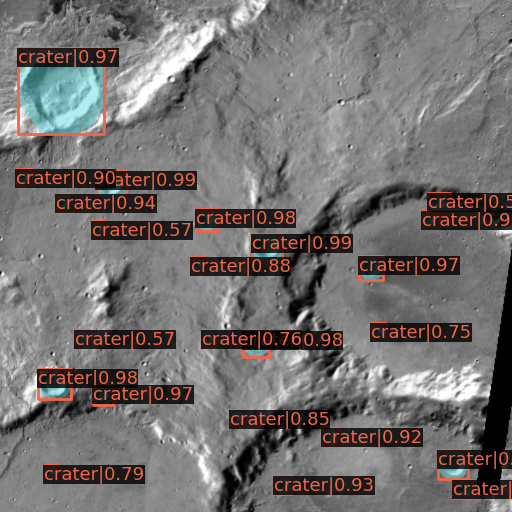 crater|0.97
crater|0.90
ater|0.99
crater|0.94
crater|0.5
crater|0.98
crater|0.9
crater|0.57
crater|0.99
crater|0.88
crater|0.97
crater|0.75
crater|0.57
crater|0.76
0.98
crater|0.98
crater|0.97
crater|0.85
crater|0.92
crater|0.79
crater|0.
crater|0.93
crater|